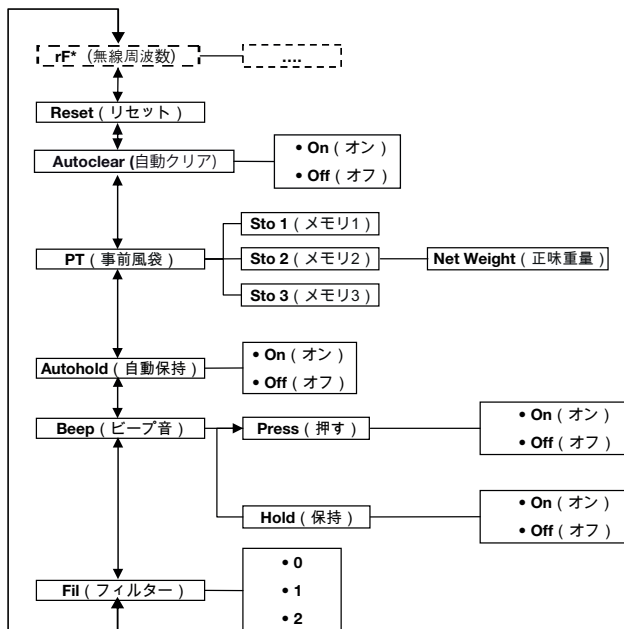 rF* (無線周波数)
....
Reset ( リセット )
Autoclear (自動クリア)
• On ( オン )
• Off ( オフ )
Sto 1 ( メモリ1 )
PT ( 事前風袋 )
Sto 2 ( メモリ2 )
Net Weight ( 正味重量 )
Sto 3 ( メモリ3 )
Autohold ( 自動保持 )
• On ( オン )
• Off ( オフ )
Beep ( ビープ音 )
Press ( 押す )
• On ( オン )
• Off ( オフ )
Hold ( 保持 )
• On ( オン )
• Off ( オフ )
Fil ( フィルター )
• 0
• 1
• 2